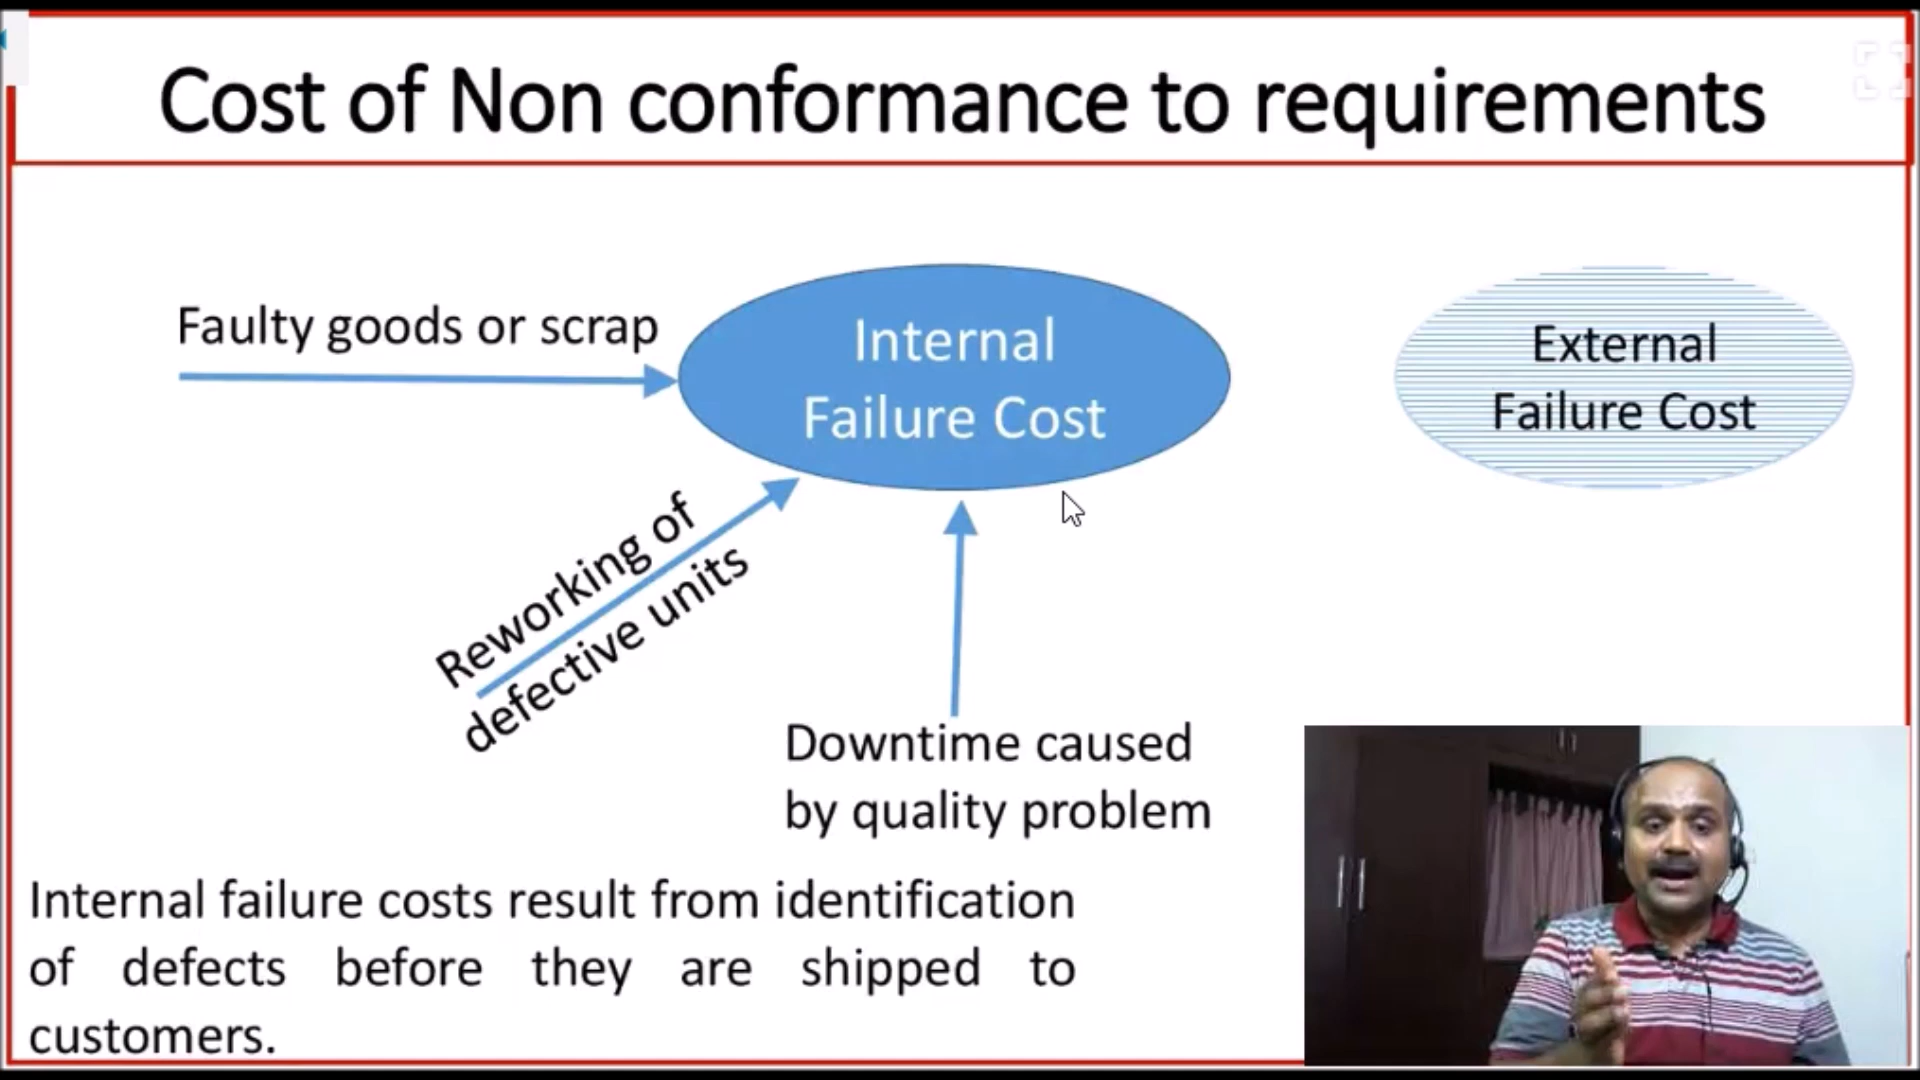 Cost of Non conformance to requirements
Faulty goods or scrap
Internal
Failure Cost
External
Failure Cost
Reworking of
defective units
Downtime caused
by quality problem
Internal failure costs result from identification
of defects before they are shipped to
customers.